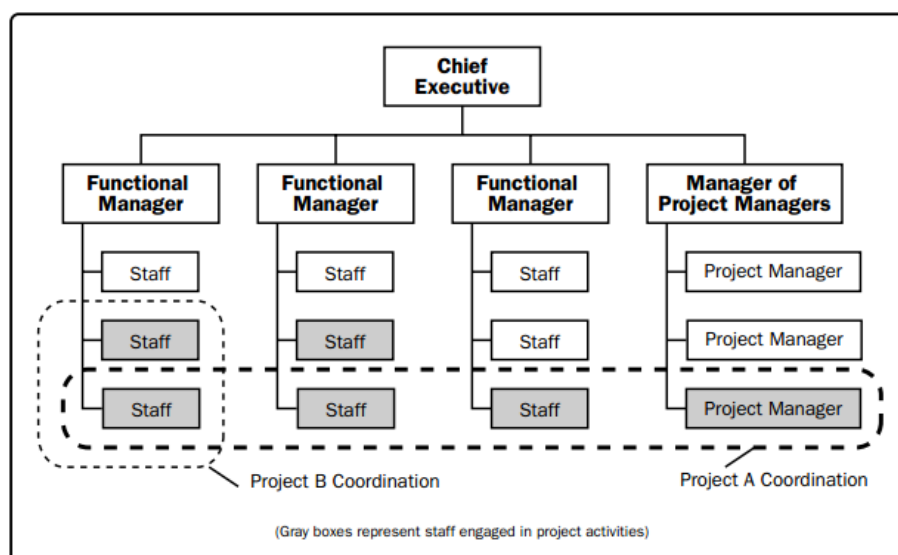 Chief
Executive
Functional
Manager
Functional
Manager
Functional
Manager
Manager of
Project Managers
Staff
Staff
Staff
Project Manager
Staff
Staff
Staff
Project Manager
Staff
Staff
Staff
Project Manager
Project B Coordination
Project A Coordination
(Gray boxes represent staff engaged in project activities)